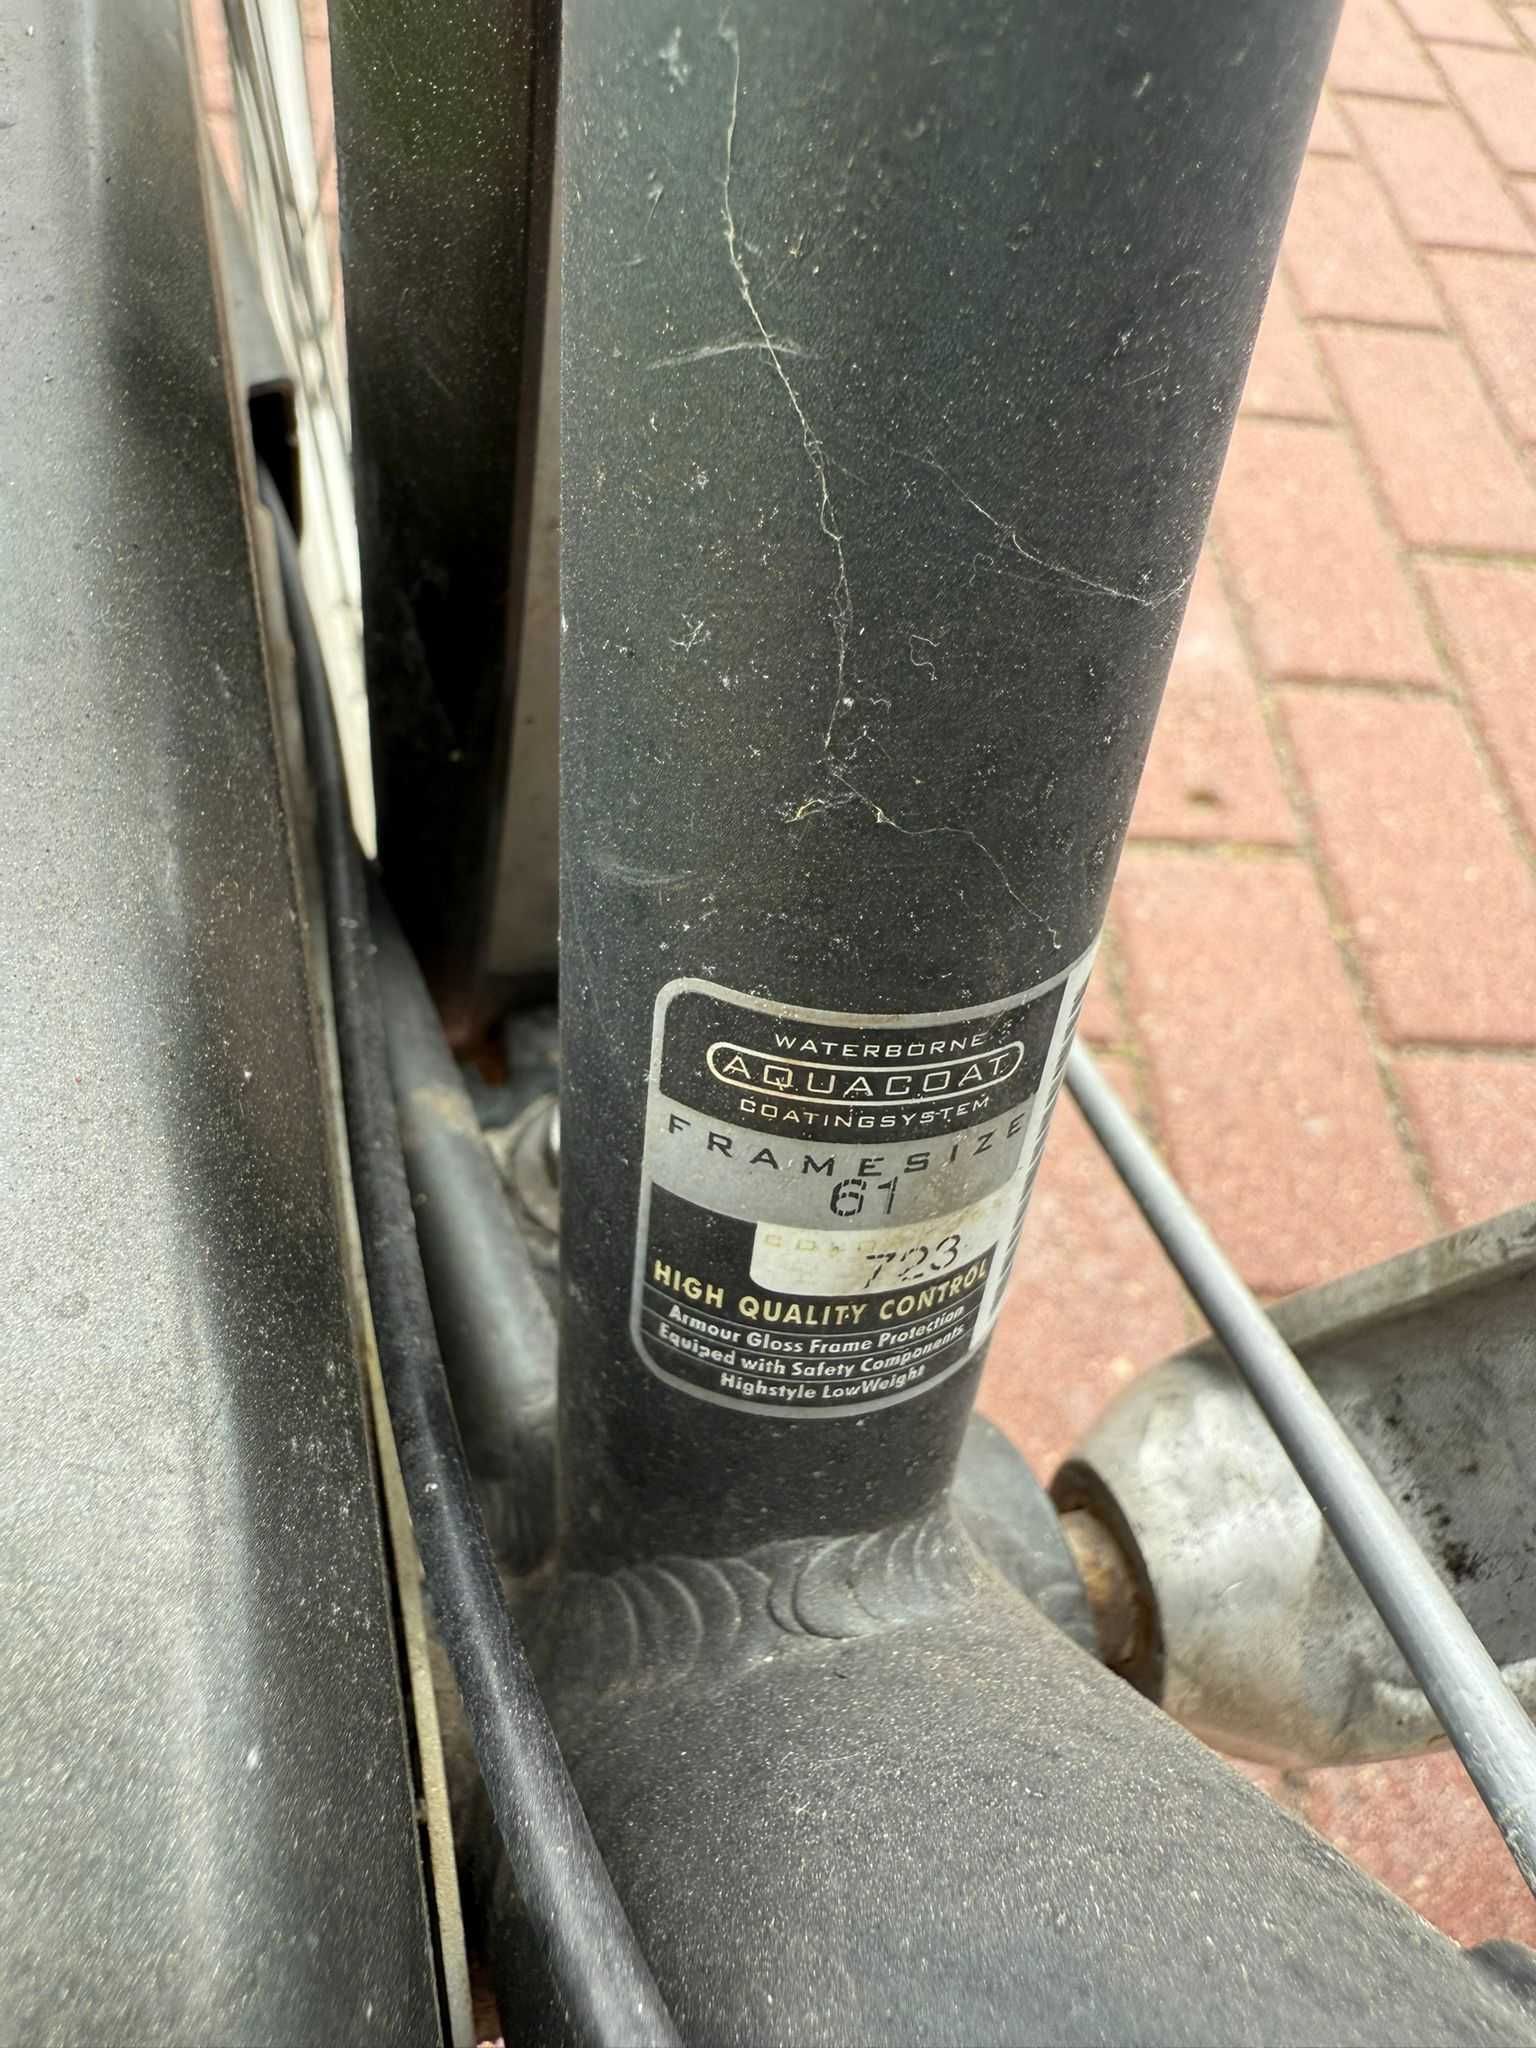 WATERBORNE
AQUACOAT
COATINGSYSTEM
FRAMESIZE
61
723
HIGH QUALITY CONTROL
Armour Gloss Frame Protection
Equiped with Safety Components
Highstyle LowWeight